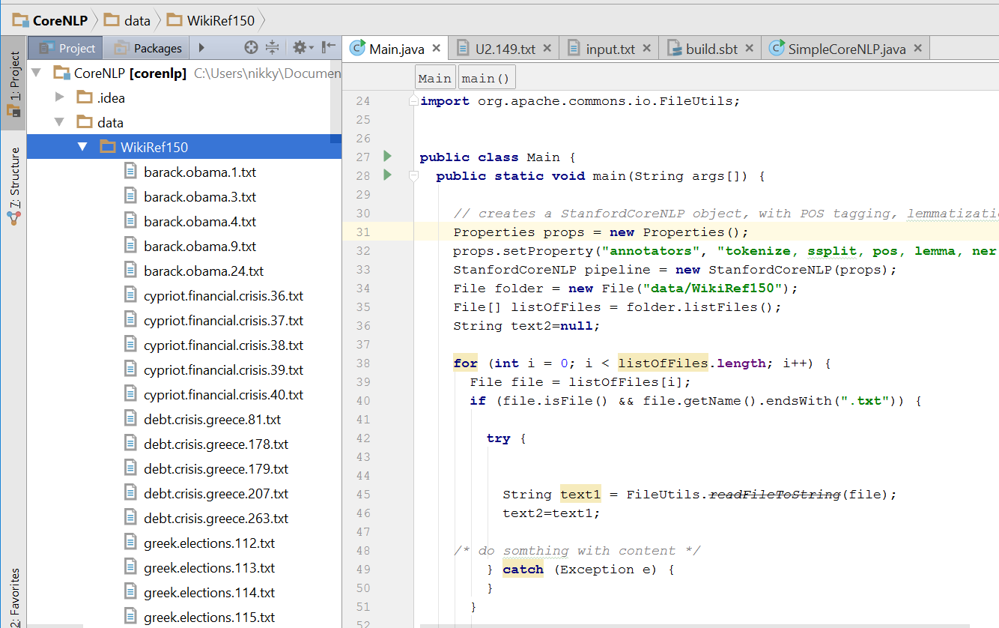 CoreNLP data WikiRef150
1: Project
7: Structure
2: Favorites
Project Packages
CoreNLP [corenlp] C:\Users\nikky\Documen
.idea
data
WikiRef150
barack.obama.1.txt
barack.obama.3.txt
barack.obama.4.txt
barack.obama.9.txt
barack.obama.24.txt
cypriot.financial.crisis.36.txt
cypriot.financial.crisis.37.txt
cypriot.financial.crisis.38.txt
cypriot.financial.crisis.39.txt
cypriot.financial.crisis.40.txt
debt.crisis.greece.81.txt
debt.crisis.greece.178.txt
debt.crisis.greece.179.txt
debt.crisis.greece.207.txt
debt.crisis.greece.263.txt
greek.elections.112.txt
greek.elections.113.txt
greek.elections.114.txt
greek.elections.115.txt
Main.java U2.149.txt input.txt build.sbt SimpleCoreNLP.java
Main main()
24 import org.apache.commons.io.FileUtils;
25
26
27 public class Main {
28 public static void main(String args[]) {
29
30 // creates a StanfordCoreNLP object, with POS tagging, lemmatizatio
31 Properties props = new Properties();
32 props.setProperty("annotators", "tokenize, ssplit, pos, lemma, ner
33 StanfordCoreNLP pipeline = new StanfordCoreNLP(props);
34 File folder = new File("data/WikiRef150");
35 File[] listOfFiles = folder.listFiles();
36 String text2=null;
37
38 for (int i = 0; i < listOfFiles.length; i++) {
39 File file = listOfFiles[i];
40 if (file.isFile() && file.getName().endsWith(".txt")) {
41
42 try {
43
44
45 String text1 = FileUtils.readFileToString(file);
46 text2=text1;
47
48 /* do somthing with content */
49 } catch (Exception e) {
50 }
51 }
52